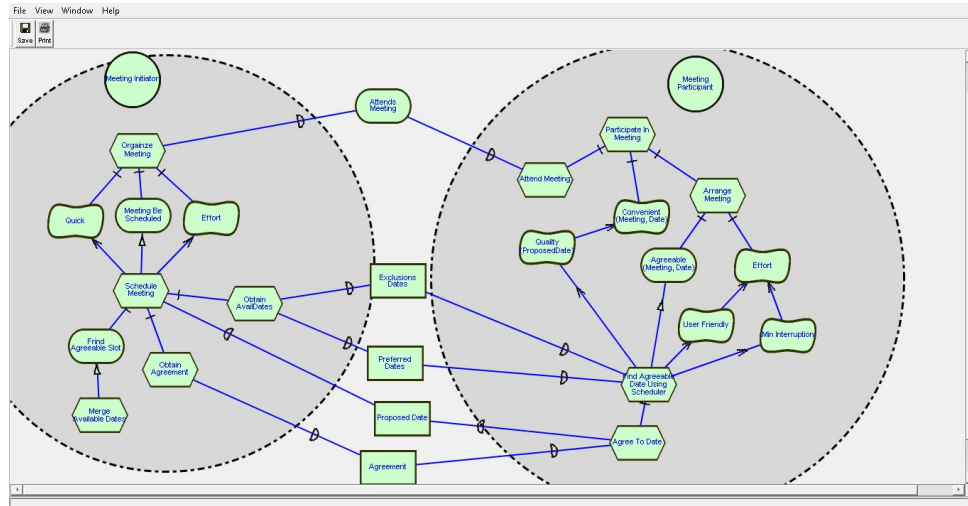 File View Window Help
Save Print
Meeting Initiator
Meeting
Participant
Attends
Meeting
Orgainze
Meeting
Participate In
Meeting
Attend Meeting
Arrange
Meeting
Quick
Meeting Be
Scheduled
Effort
Convenient
(Meeting, Date)
Quality
(ProposedDate)
Agreeable
(Meeting, Date)
Effort
Schedule
Meeting
Obtain
AvailDates
Exclusions
Dates
User Friendly
Min Interruption
Frind
Agreeable Slot
Obtain
Agreement
Preferred
Dates
Find Agreeable
Date Using
Scheduler
Merge
Available Dates
Proposed Date
Agree To Date
Agreement